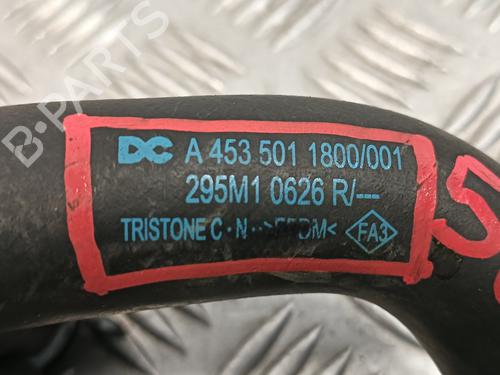 B-PARTS
DC A 453 501 1800/001
295M1 0626 R/---
TRISTONE C·N··>EPDM< FA3